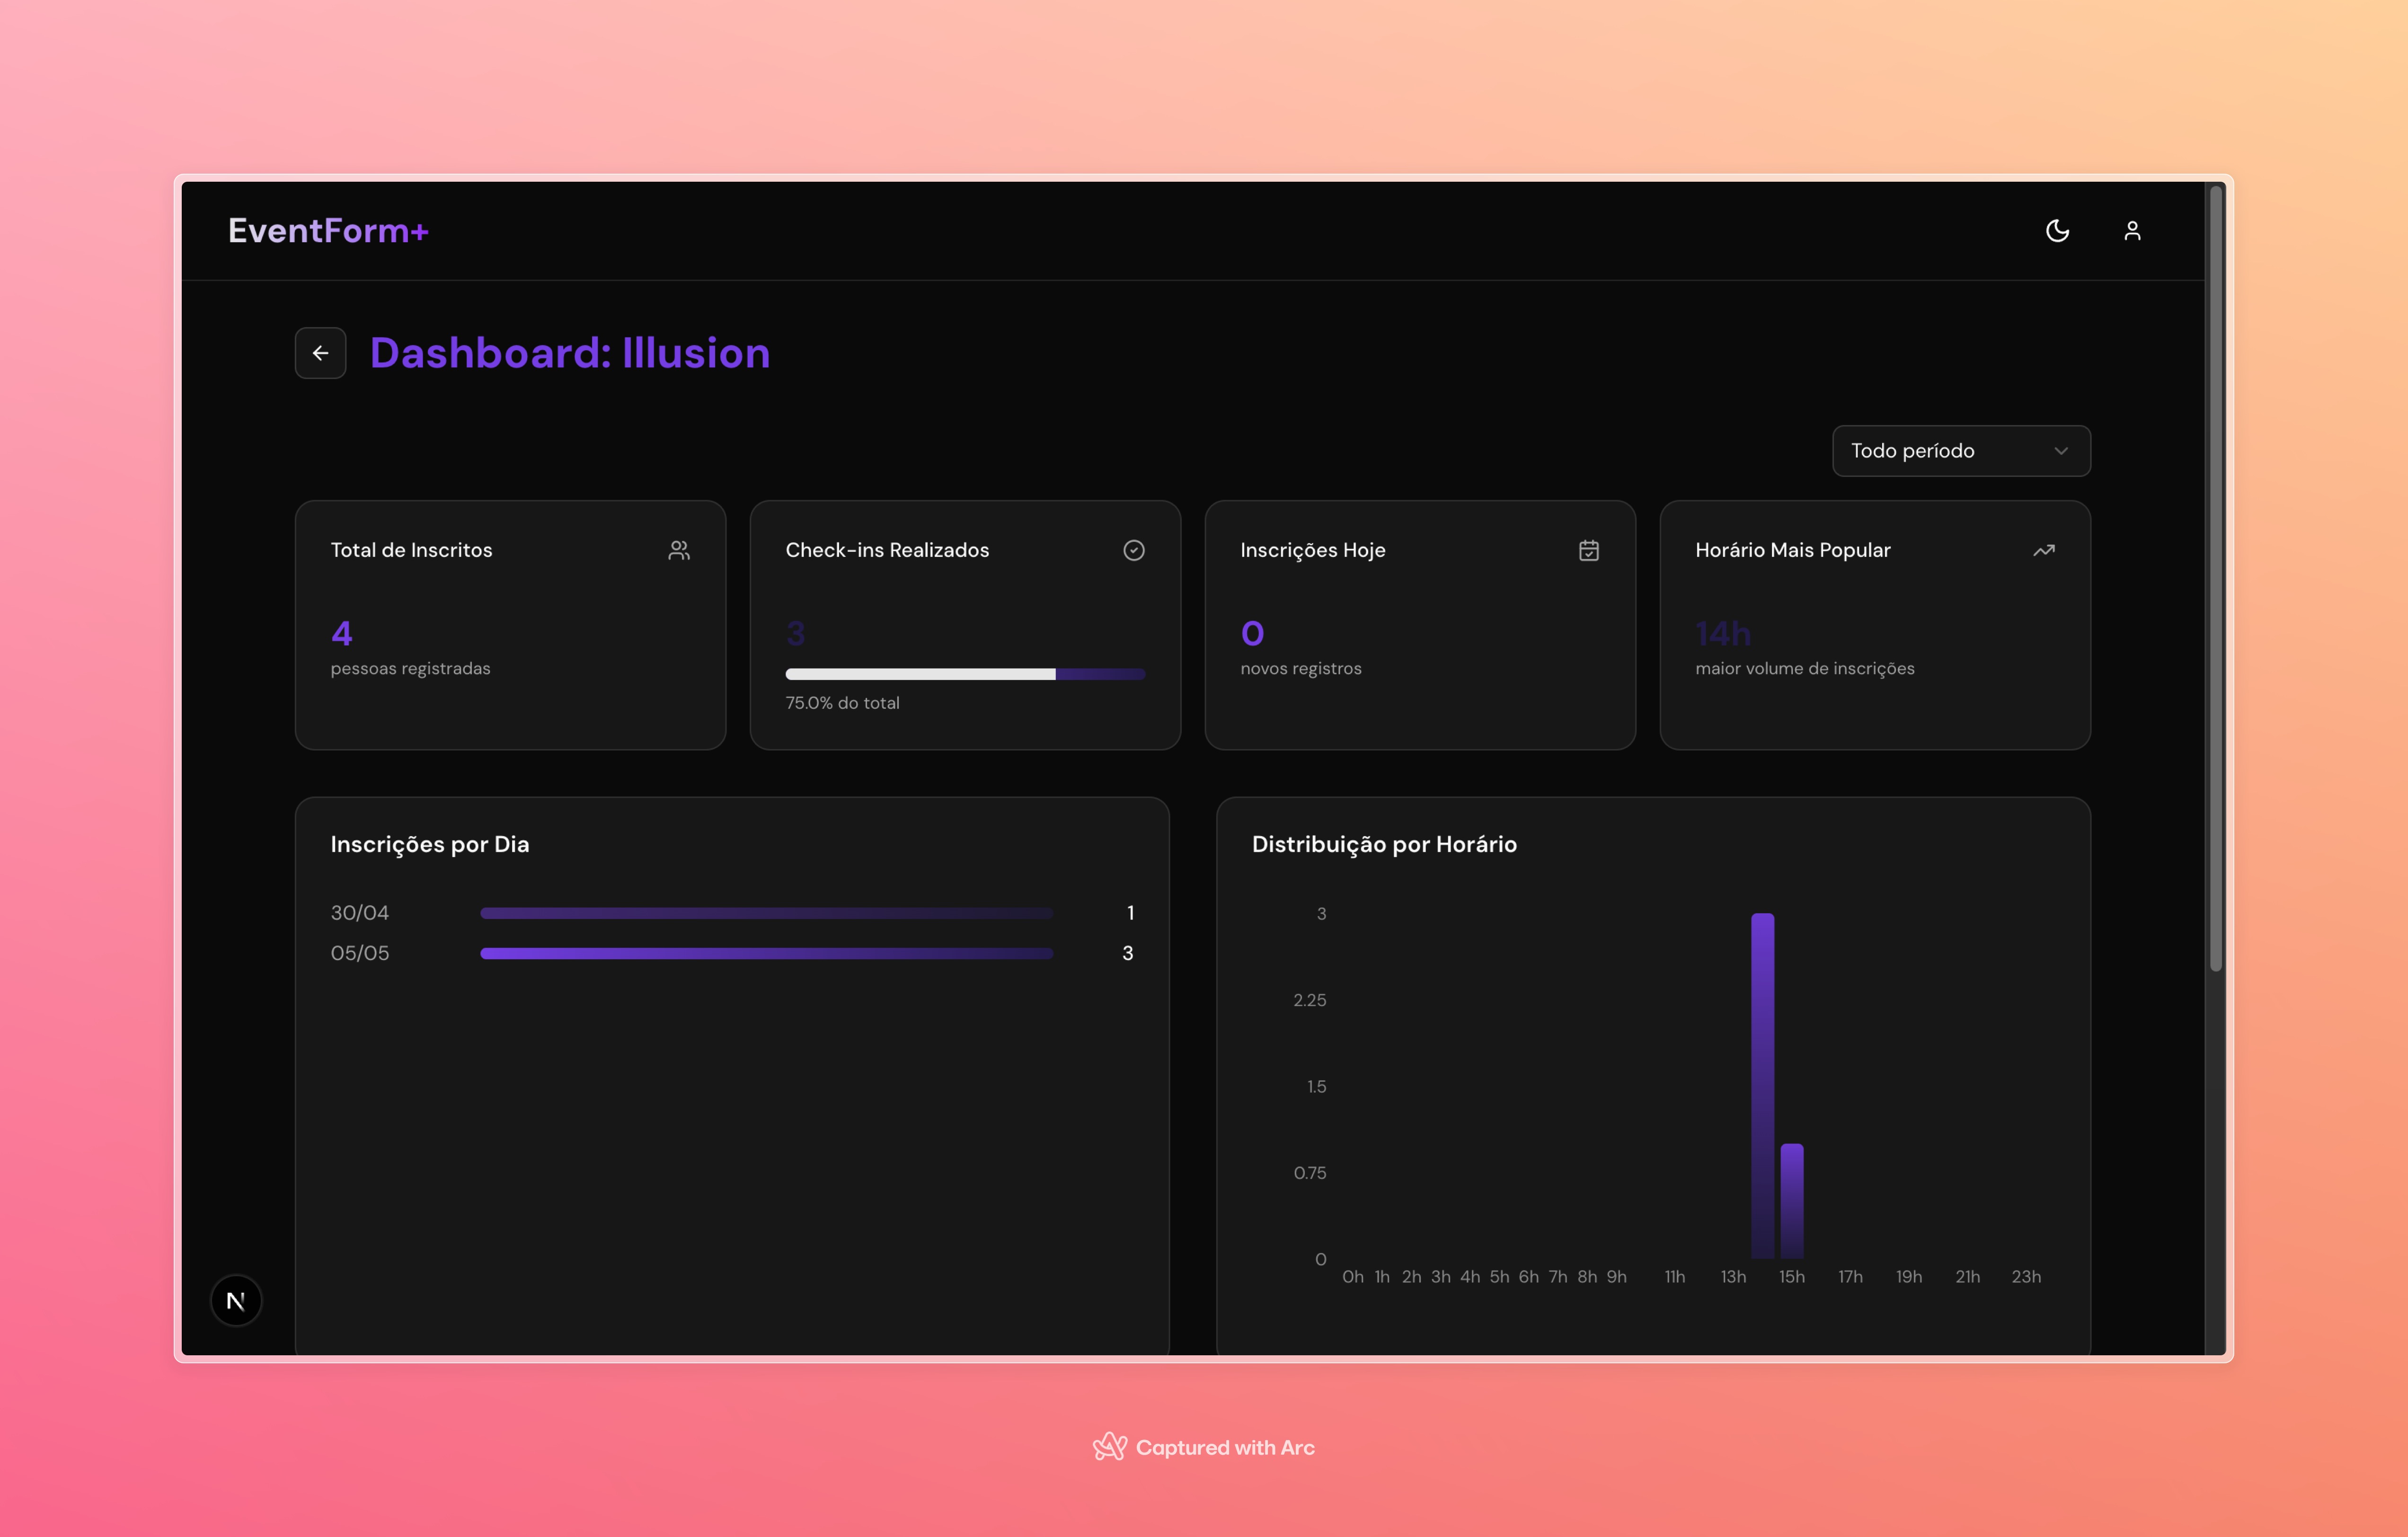 EventForm+
Dashboard: Illusion
Todo período
Total de Inscritos
4
pessoas registradas
Check-ins Realizados
3
75.0% do total
Inscrições Hoje
0
novos registros
Horário Mais Popular
14h
maior volume de inscrições
Inscrições por Dia
30/04 1
05/05 3
Distribuição por Horário
3
2.25
1.5
0.75
0
0h 1h 2h 3h 4h 5h 6h 7h 8h 9h 11h 13h 15h 17h 19h 21h 23h
N
Captured with Arc